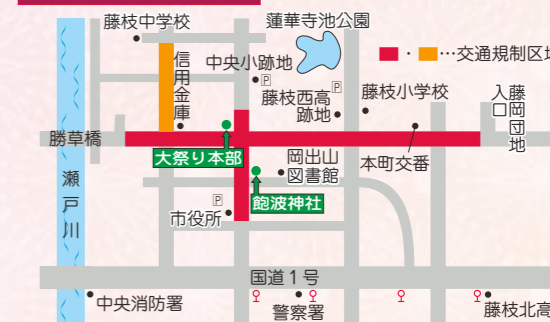 藤枝中学校
蓮華寺池公園
信用金庫
中央小跡地
P
■・■…交通規制区域
藤枝西高
跡地
P
藤枝小学校
藤岡団地
入口
勝草橋
大祭り本部
岡出山
図書館
本町交番
瀬戸川
P
市役所
飽波神社
国道1号
中央消防署
警察署
藤枝北高